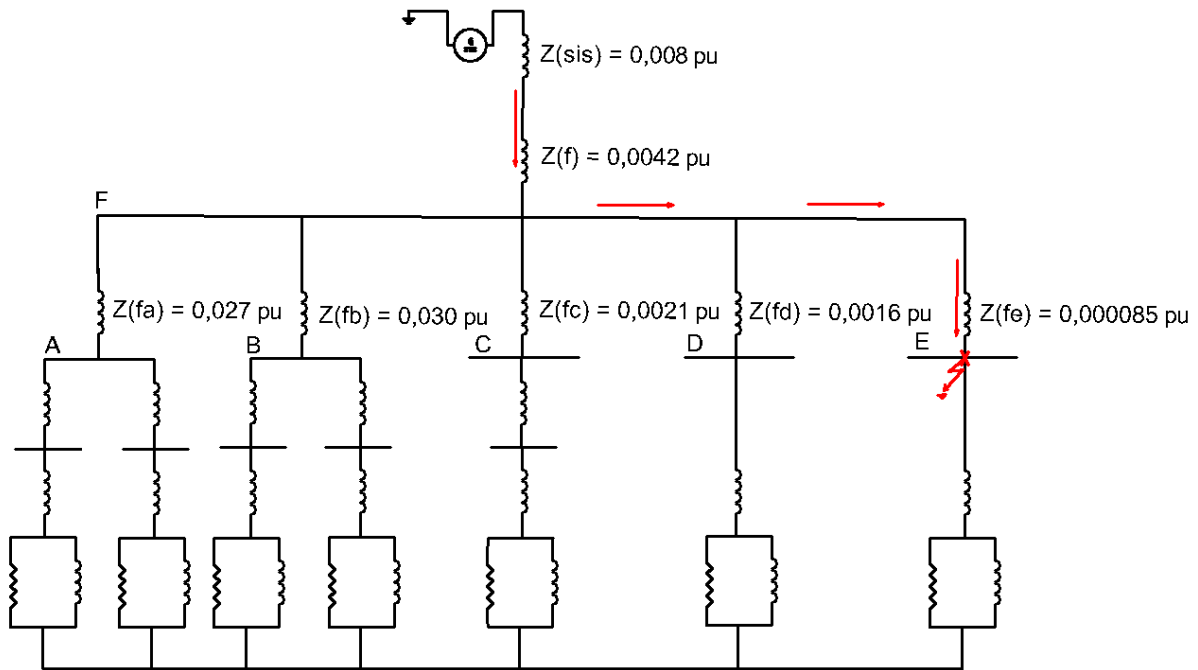 Z(sis) = 0,008 pu
Z(f) = 0,0042 pu
F
Z(fa) = 0,027 pu
Z(fb) = 0,030 pu
Z(fc) = 0,0021 pu
Z(fd) = 0,0016 pu
Z(fe) = 0,000085 pu
A
B
C
D
E